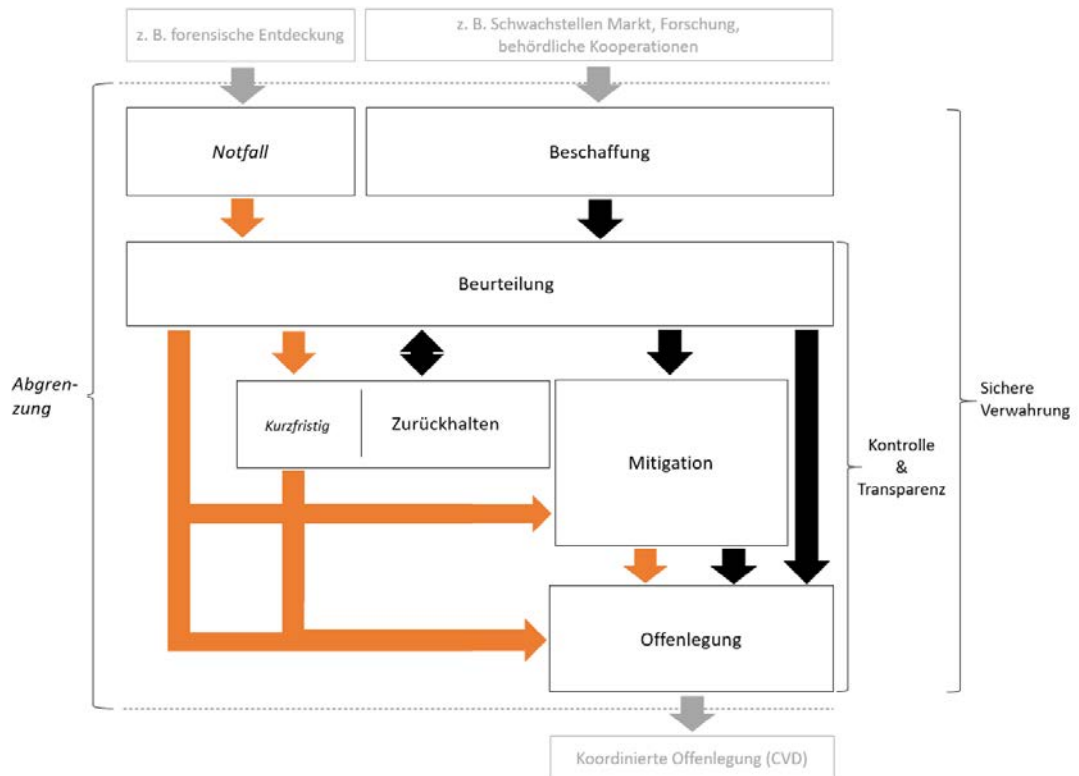 z. B. forensische Entdeckung
z. B. Schwachstellen Markt, Forschung,
behördliche Kooperationen
Notfall
Beschaffung
Beurteilung
Abgren-
zung
Kurzfristig
Zurückhalten
Mitigation
Offenlegung
Kontrolle
&
Transparenz
Sichere
Verwahrung
Koordinierte Offenlegung (CVD)